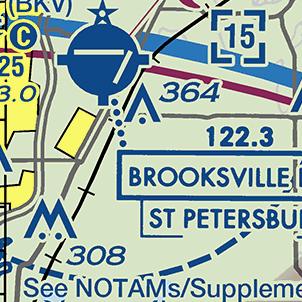 (BKV)
C
15
25
3.0
364
122.3
BROOKSVILLE
ST PETERSBU
308
See NOTAMs/Suppleme